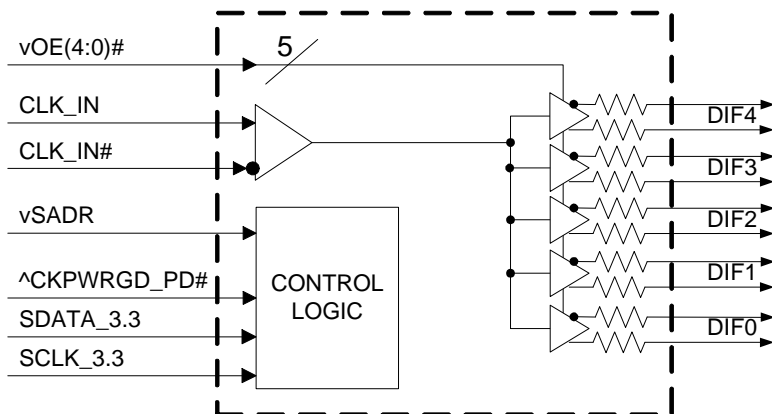 vOE(4:0)#
5
CLK_IN
CLK_IN#
vSADR
^CKPWRGD_PD#
SDATA_3.3
SCLK_3.3
CONTROL
LOGIC
DIF4
DIF3
DIF2
DIF1
DIF0